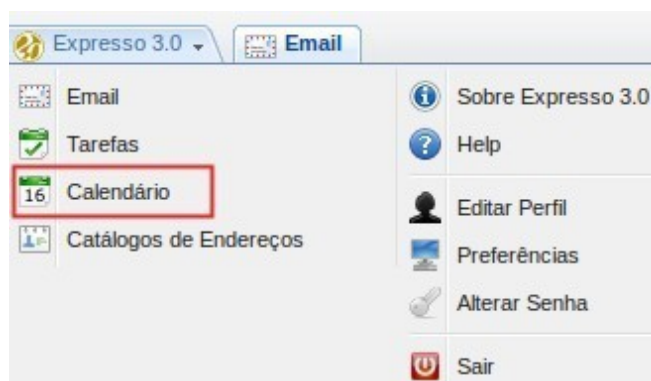 Expresso 3.0
Email
Email
Tarefas
16
Calendário
Catálogos de Endereços
Sobre Expresso 3.0
Help
Editar Perfil
Preferências
Alterar Senha
Sair